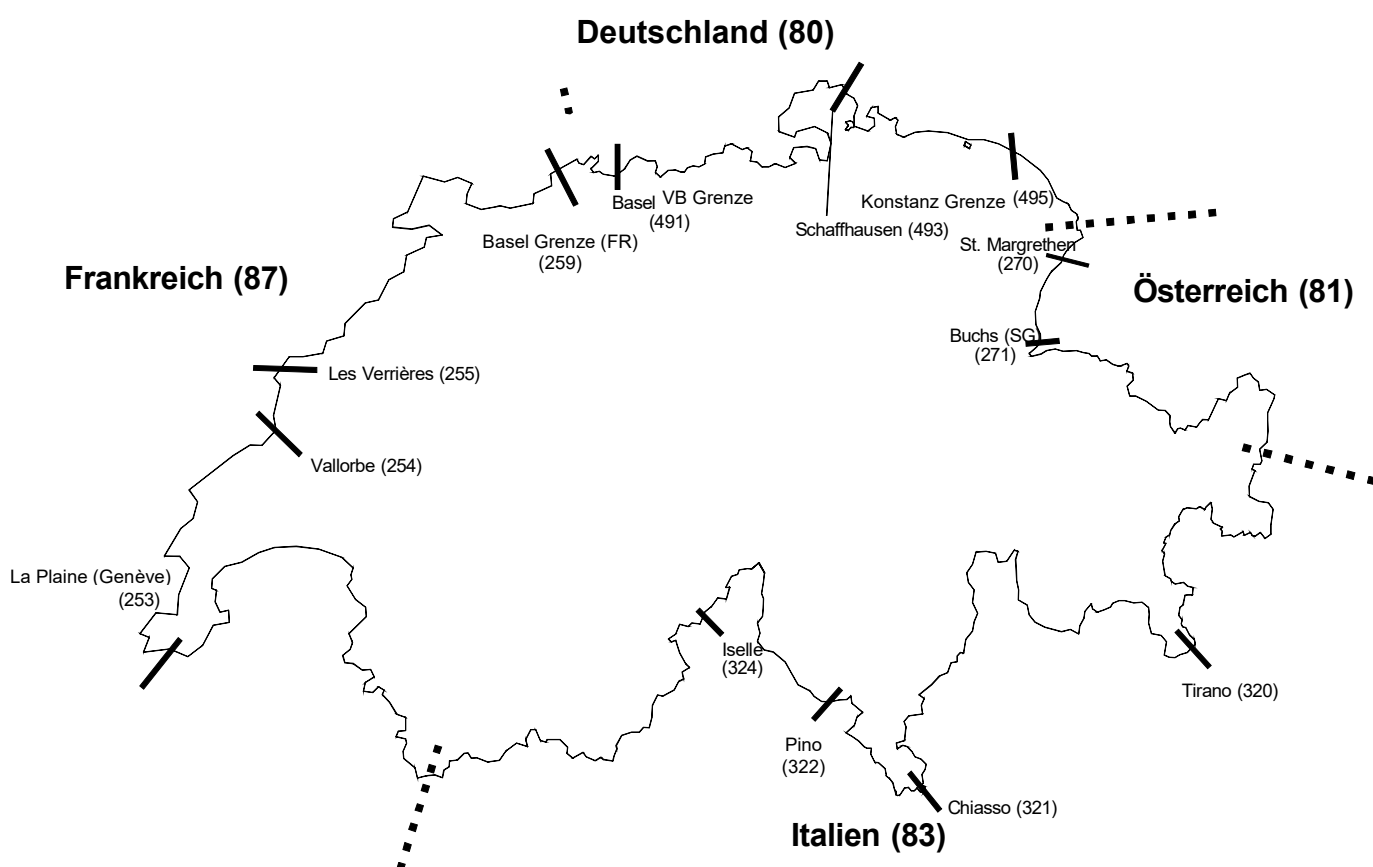 Deutschland (80)
Basel VB Grenze
(491)
Konstanz Grenze (495)
Schaffhausen (493)
Basel Grenze (FR)
(259)
St. Margrethen
(270)
Frankreich (87)
Österreich (81)
Buchs (SG)
(271)
Les Verrières (255)
Vallorbe (254)
La Plaine (Genève)
(253)
Iselle
(324)
Tirano (320)
Pino
(322)
Chiasso (321)
Italien (83)